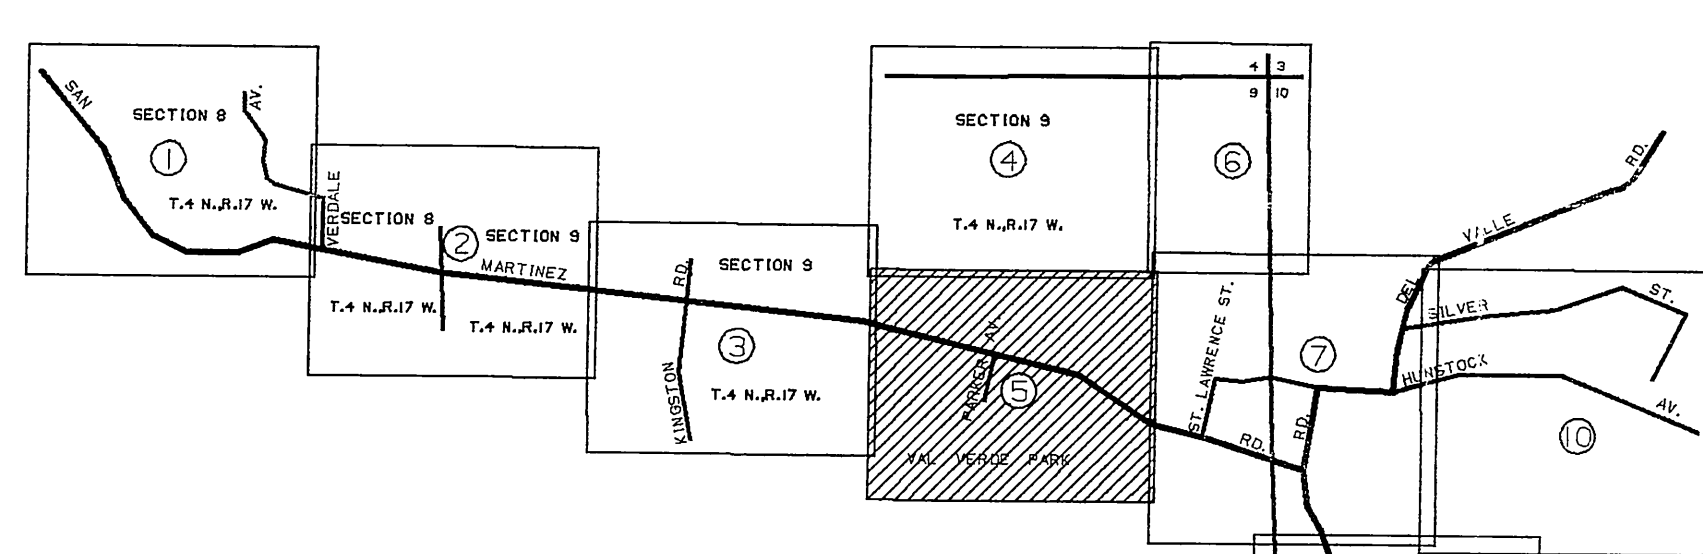 SAN
AV.
SECTION 8
1
T.4 N.,R.17 W.
VERDALE
SECTION 8
2
SECTION 9
MARTINEZ
T.4 N.,R.17 W.
T.4 N.,R.17 W.
RD.
SECTION 9
3
KINGSTON
T.4 N.,R.17 W.
SECTION 9
4
T.4 N.,R.17 W.
PARKER AV.
5
VAL VERDE PARK
4 3
9 10
6
ST. LAWRENCE ST.
7
RD.
RD.
DEL VALLE RD.
SILVER ST.
HUNSTOCK AV.
10